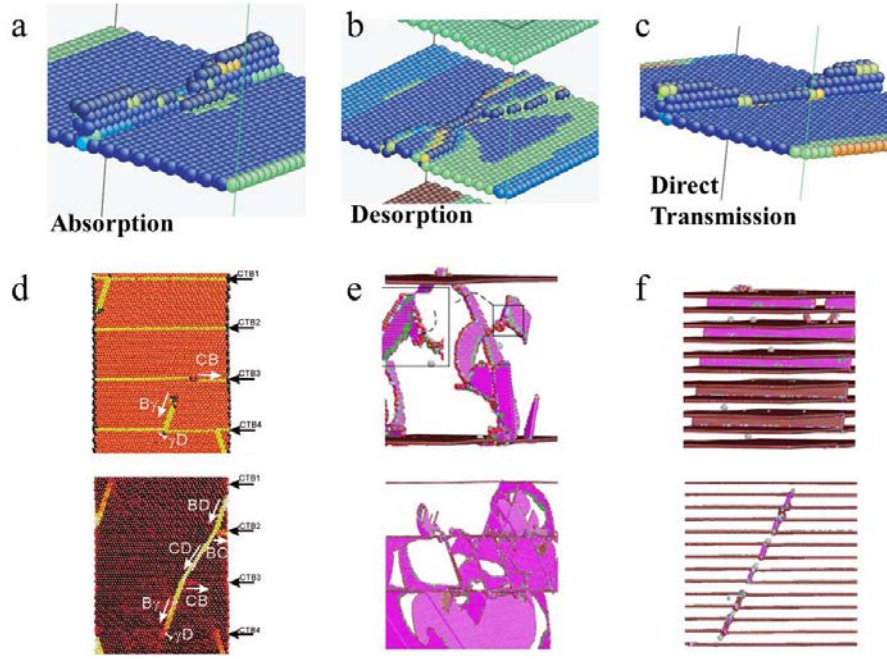 a
b
c
Absorption
Desorption
Direct
Transmission
d
e
f
CTB1
CTB2
CB
CTB3
Bγ
γD
CTB4
CTB1
BD
CTB2
CD
BC
CTB3
Bγ
CB
γD
CTB4